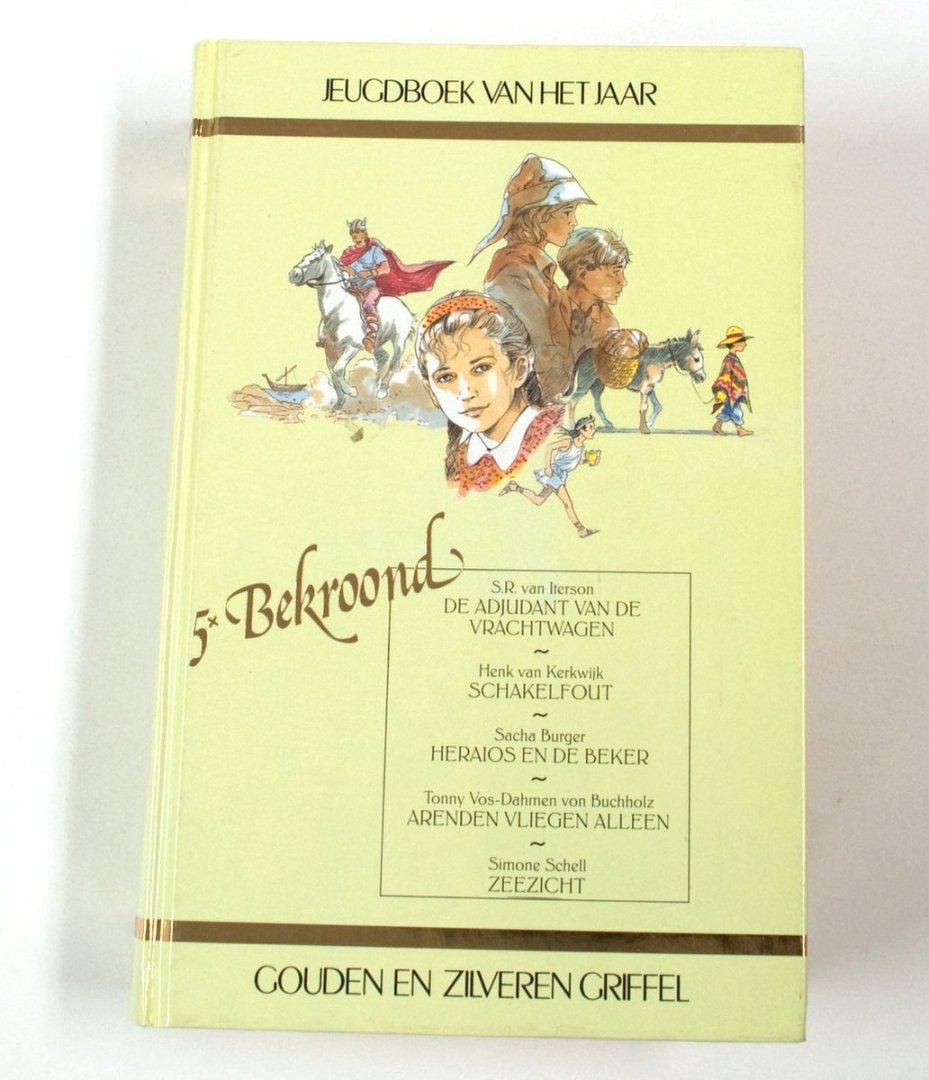 JEUGDBOEK VAN HET JAAR
5x Bekroond
S.R. van Iterson
DE ADJUDANT VAN DE
VRACHTWAGEN
~
Henk van Kerkwijk
SCHAKELFOUT
~
Sacha Burger
HERAIOS EN DE BEKER
~
Tonny Vos-Dahmen von Buchholz
ARENDEN VLIEGEN ALLEEN
~
Simone Schell
ZEEZICHT
GOUDEN EN ZILVEREN GRIFFEL